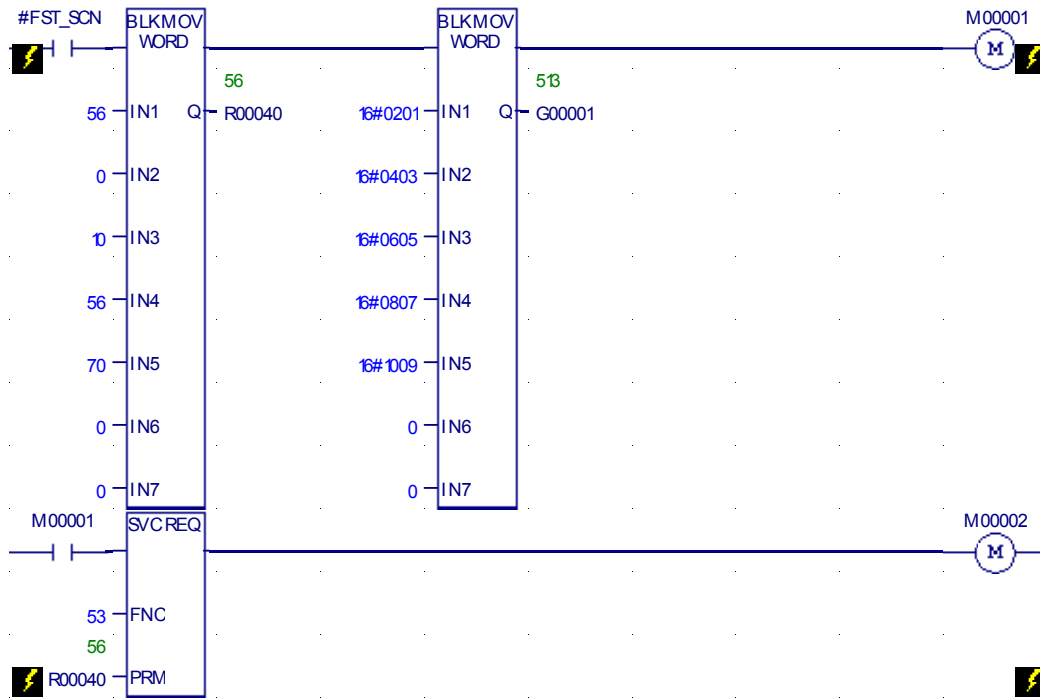 #FST_SCN BLKMOV BLKMOV M00001
WORD WORD M
56 513
56 IN1 Q R00040 16#0201 IN1 Q G00001
0 IN2 16#0403 IN2
10 IN3 16#0605 IN3
56 IN4 16#0807 IN4
70 IN5 16#1009 IN5
0 IN6 0 IN6
0 IN7 0 IN7
M00001 SVC REQ M00002
M
53 FNC
56
R00040 PRM